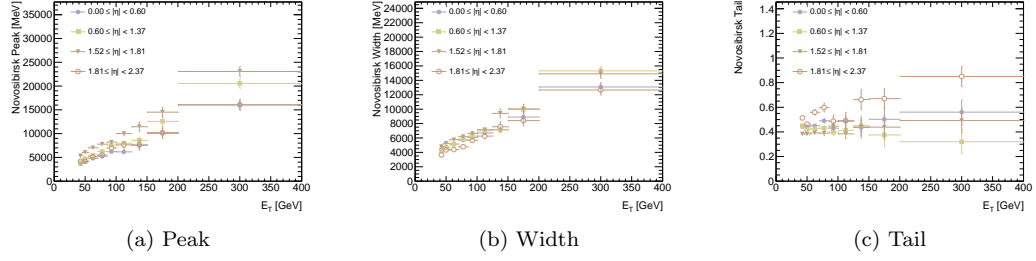 Novosibirsk Peak [MeV]
35000
30000
25000
20000
15000
10000
5000
0
0.00 ≤ |η| < 0.60
0.60 ≤ |η| < 1.37
1.52 ≤ |η| < 1.81
1.81 ≤ |η| < 2.37
0 50 100 150 200 250 300 350 400
E_T [GeV]
(a) Peak
Novosibirsk Width [MeV]
24000
22000
20000
18000
16000
14000
12000
10000
8000
6000
4000
2000
0
0.00 ≤ |η| < 0.60
0.60 ≤ |η| < 1.37
1.52 ≤ |η| < 1.81
1.81 ≤ |η| < 2.37
0 50 100 150 200 250 300 350 400
E_T [GeV]
(b) Width
Novosibirsk Tail
1.4
1.2
1
0.8
0.6
0.4
0.2
0
0.00 ≤ |η| < 0.60
0.60 ≤ |η| < 1.37
1.52 ≤ |η| < 1.81
1.81 ≤ |η| < 2.37
0 50 100 150 200 250 300 350 400
E_T [GeV]
(c) Tail